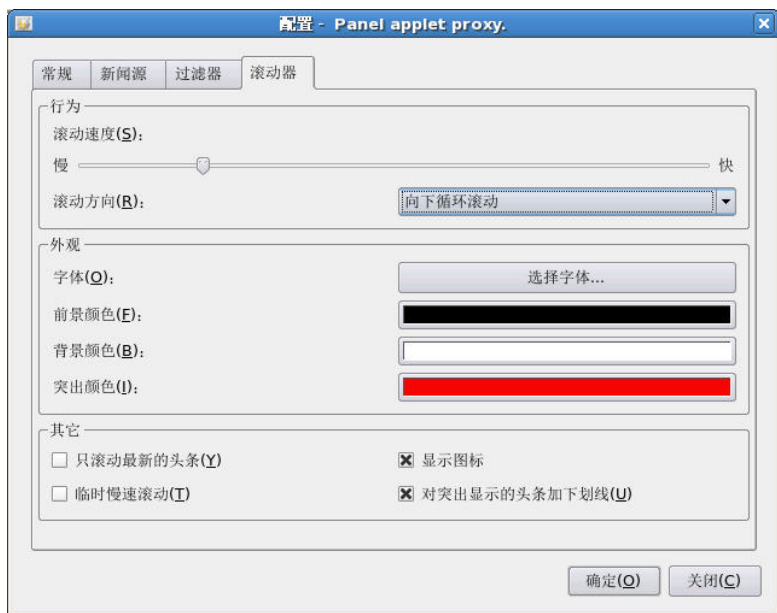 配置 - Panel applet proxy.
常规 新闻源 过滤器 滚动器
行为
滚动速度(S):
慢 快
滚动方向(R): 向下循环滚动
外观
字体(O): 选择字体...
前景颜色(F):
背景颜色(B):
突出颜色(I):
其它
只滚动最新的头条(Y) 显示图标
临时慢速滚动(T) 对突出显示的头条加下划线(U)
确定(O) 关闭(C)